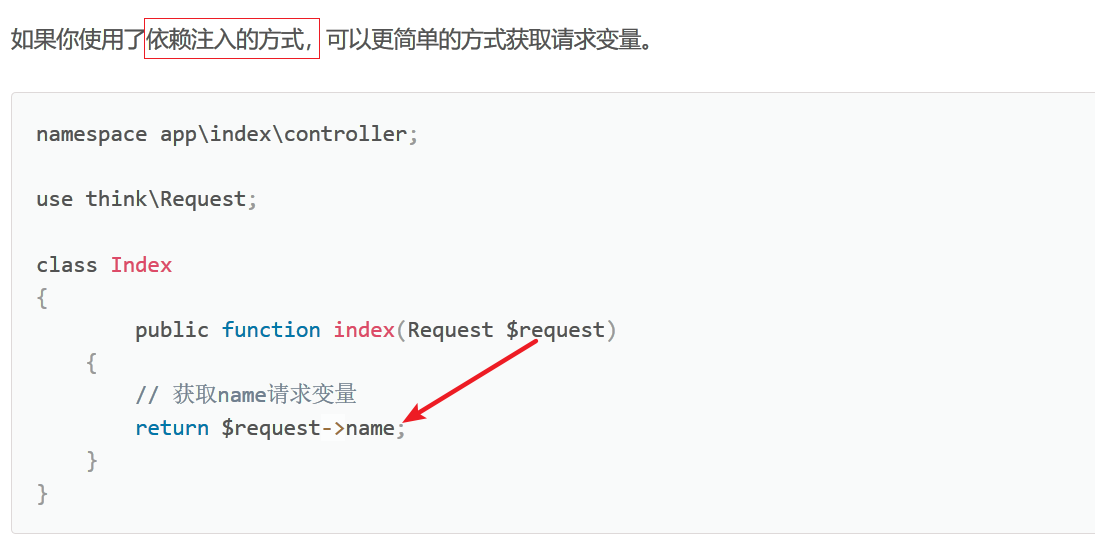 如果你使用了依赖注入的方式，可以更简单的方式获取请求变量。
namespace app\index\controller;
use think\Request;
class Index
{
public function index(Request $request)
{
// 获取name请求变量
return $request->name;
}
}